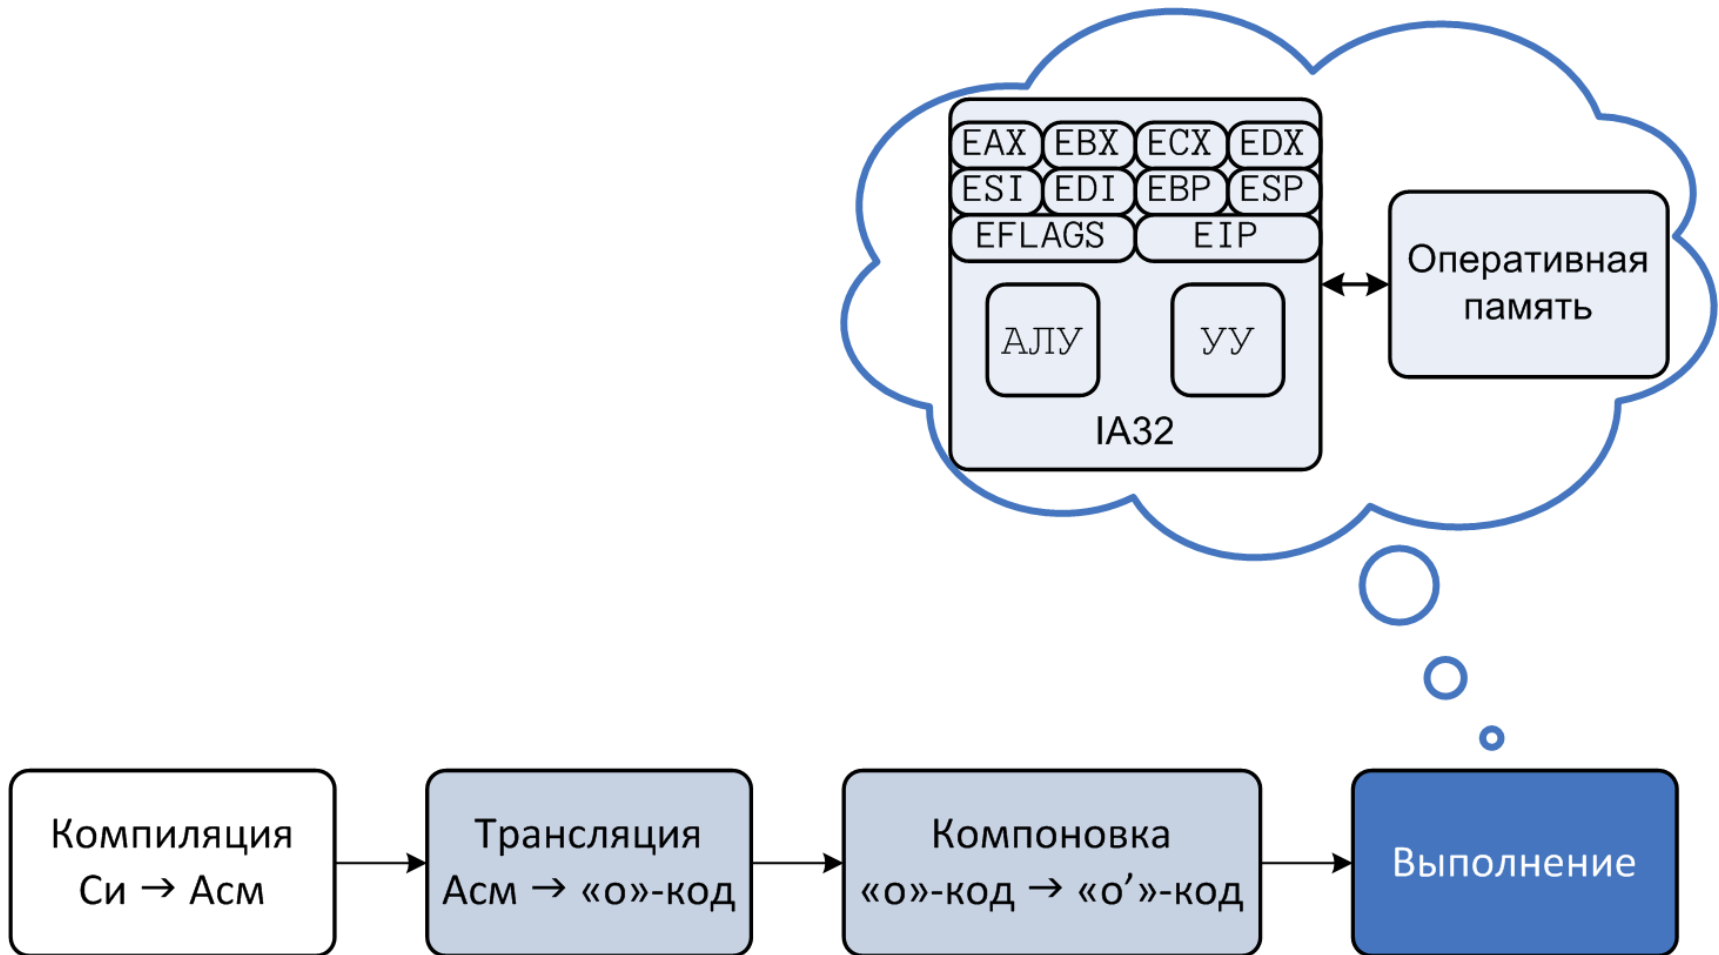 EAX EBX ECX EDX
ESI EDI EBP ESP
EFLAGS EIP
Оперативная
память
АЛУ УУ
IA32
Компиляция
Си → Асм
Трансляция
Асм → «о»-код
Компоновка
«о»-код → «о’»-код
Выполнение